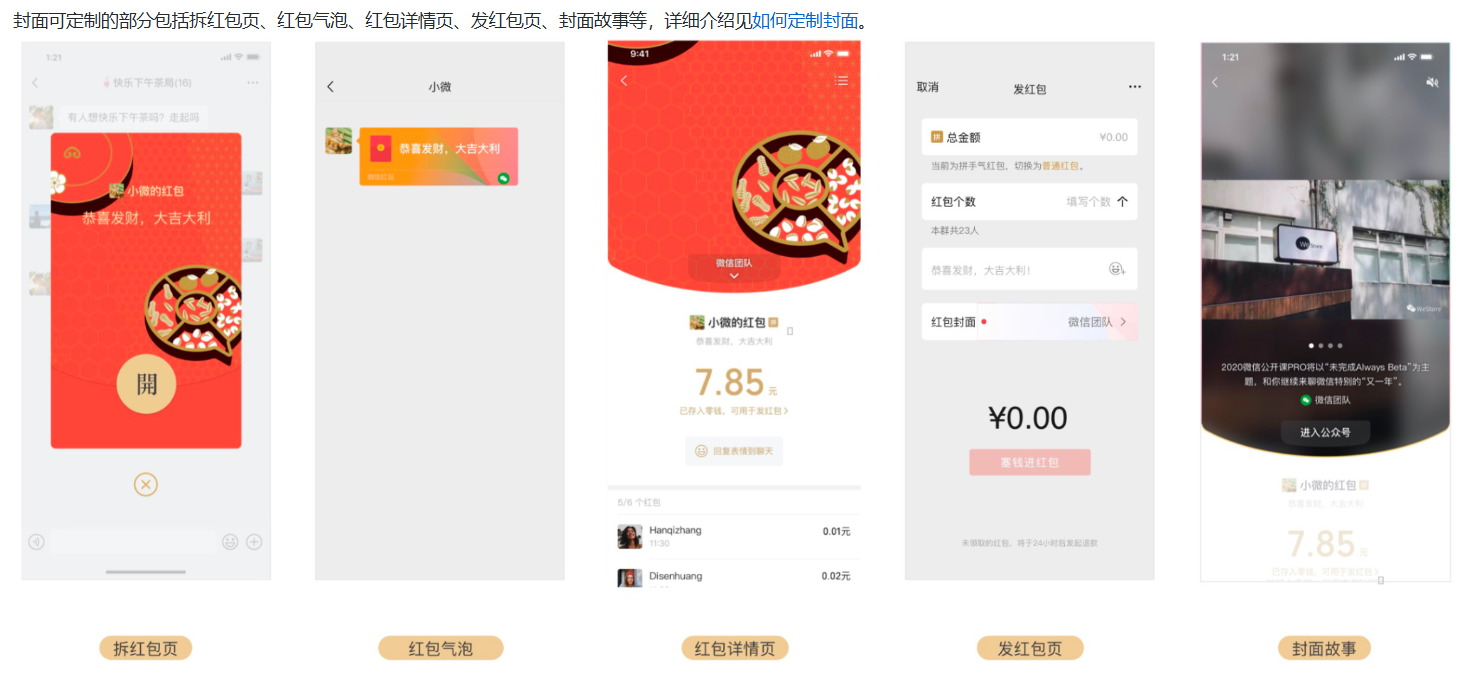 封面可定制的部分包括拆红包页、红包气泡、红包详情页、发红包页、封面故事等，详细介绍见如何定制封面。
1:21
快乐下午茶局(16)
有人想快乐下午茶吗？走起吗
小微的红包
恭喜发财，大吉大利
開
拆红包页
小微
恭喜发财，大吉大利
微信红包
红包气泡
9:41
微信团队
小微的红包 拼
恭喜发财，大吉大利
7.85 元
已存入零钱，可用于发红包
回复表情到聊天
5/6 个红包
Hanqizhang
0.01元
11:30
Disenhuang
0.02元
红包详情页
取消
发红包
拼 总金额
¥0.00
当前为拼手气红包，切换为普通红包。
红包个数
填写个数
本群共23人
恭喜发财，大吉大利！
红包封面
微信团队
¥0.00
塞钱进红包
未领取的红包，将于24小时后发起退款
发红包页
1:21
WeStore
WeStore
2020微信公开课PRO将以“未完成Always Beta”为主
题，和你继续来聊微信特别的“又一年”。
微信团队
进入公众号
小微的红包
恭喜发财，大吉大利
7.85 元
已存入零钱，可用于发红包
封面故事